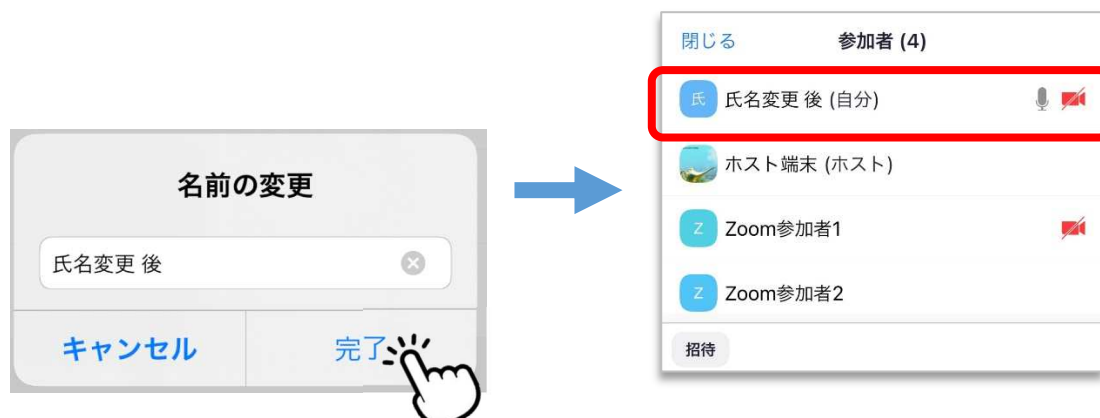 名前の変更
氏名変更 後
キャンセル
完了
閉じる
参加者 (4)
氏
氏名変更 後 (自分)
ホスト端末 (ホスト)
Z
Zoom参加者1
Z
Zoom参加者2
招待